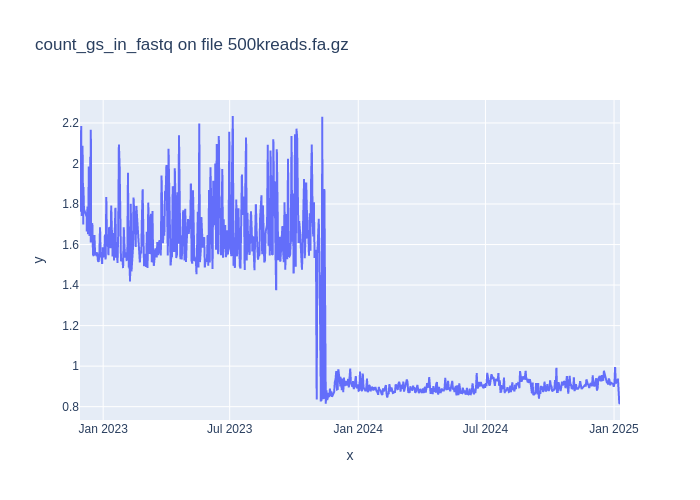 count_gs_in_fastq on file 500kreads.fa.gz
2.2
2
1.8
1.6
1.4
1.2
1
0.8
y
Jan 2023
Jul 2023
Jan 2024
Jul 2024
Jan 2025
x